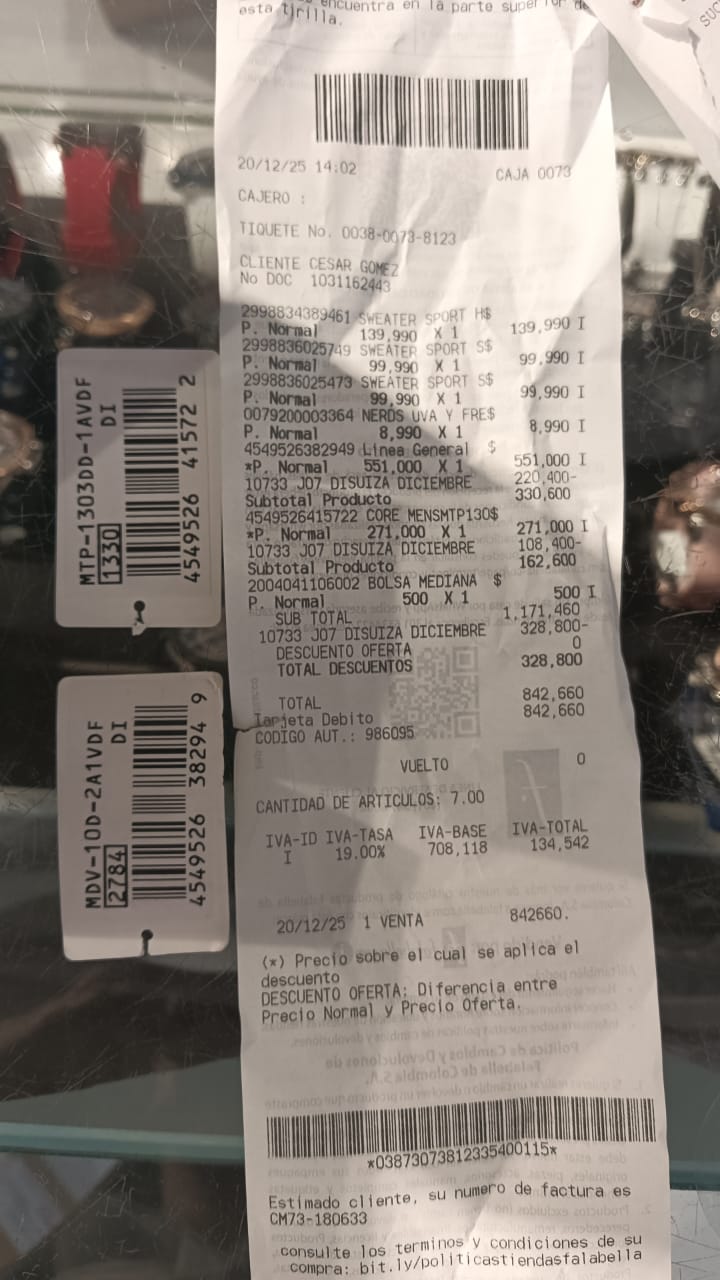 encuentra en la parte superior de
esta tirilla.
20/12/25 14:02 CAJA 0073
CAJERO :
TIQUETE No. 0038-0073-8123
CLIENTE CESAR GOMEZ
No DOC 1031162443
2998834389461 SWEATER SPORT H$
P. Normal 139,990 X 1 139,990 I
2998836025749 SWEATER SPORT S$
P. Normal 99,990 X 1 99,990 I
2998836025473 SWEATER SPORT S$
P. Normal 99,990 X 1 99,990 I
0079200003364 NERDS UVA Y FRE$
P. Normal 8,990 X 1 8,990 I
4549526382949 Linea General $
*P. Normal 551,000 X 1 551,000 I
10733 J07 DISUIZA DICIEMBRE 220,400-
Subtotal Producto 330,600
4549526415722 CORE MENSMTP130$
*P. Normal 271,000 X 1 271,000 I
10733 J07 DISUIZA DICIEMBRE 108,400-
Subtotal Producto 162,600
2004041106002 BOLSA MEDIANA $
P. Normal 500 X 1 500 I
SUB TOTAL 1,171,460
10733 J07 DISUIZA DICIEMBRE 328,800-
DESCUENTO OFERTA 0
TOTAL DESCUENTOS 328,800
TOTAL 842,660
Tarjeta Debito 842,660
CODIGO AUT.: 986095
VUELTO 0
CANTIDAD DE ARTICULOS: 7.00
IVA-ID IVA-TASA IVA-BASE IVA-TOTAL
I 19.00% 708,118 134,542
20/12/25 1 VENTA 842660.
(*) Precio sobre el cual se aplica el
descuento
DESCUENTO OFERTA: Diferencia entre
Precio Normal y Precio Oferta.
*03873073812335400115*
Estimado cliente, su numero de factura es
CM73-180633
consulte los terminos y condiciones de su
compra: bit.ly/politicastiendasfalabella
MTP-1303DD-1AVDF
DI
1330
4549526 41572 2
MDV-10D-2A1VDF
DI
2784
4549526 38294 9
SUC